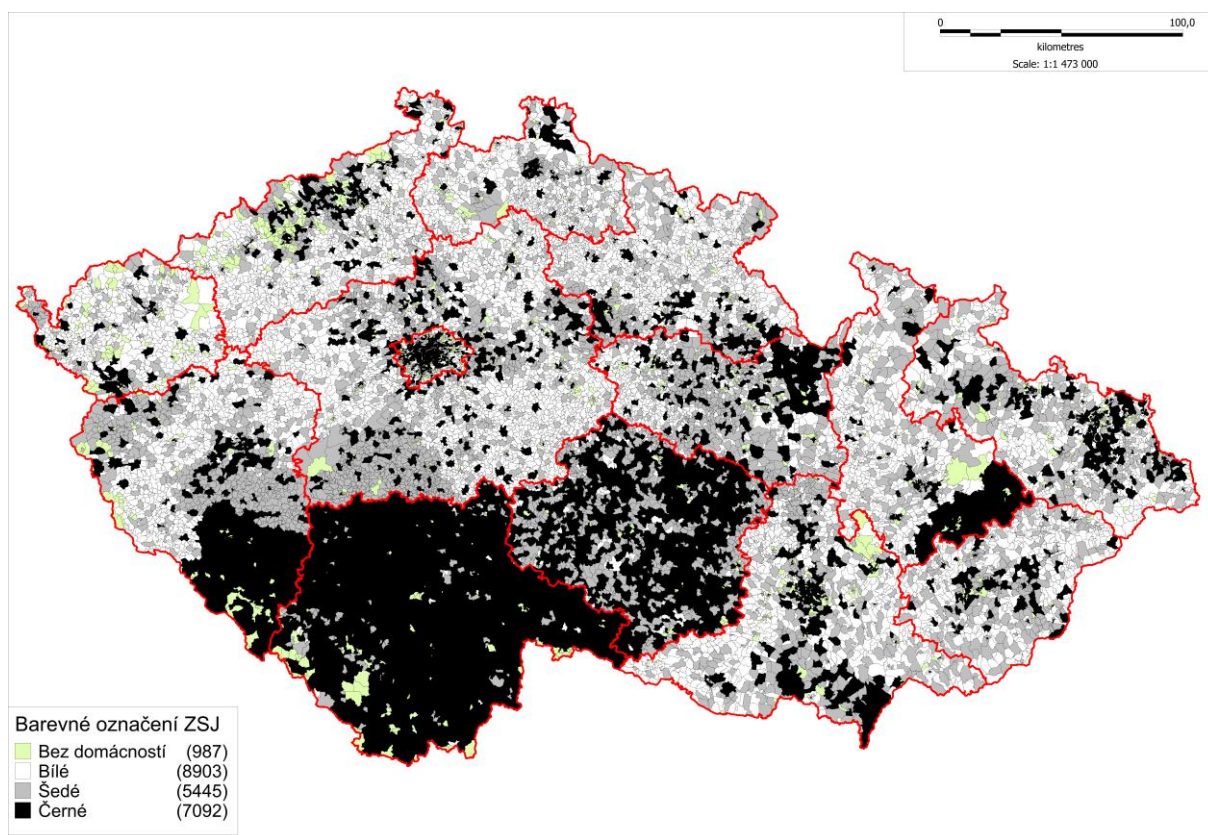 0 100,0
kilometres
Scale: 1:1 473 000
Barevné označení ZSJ
Bez domácností (987)
Bílé (8903)
Šedé (5445)
Černé (7092)